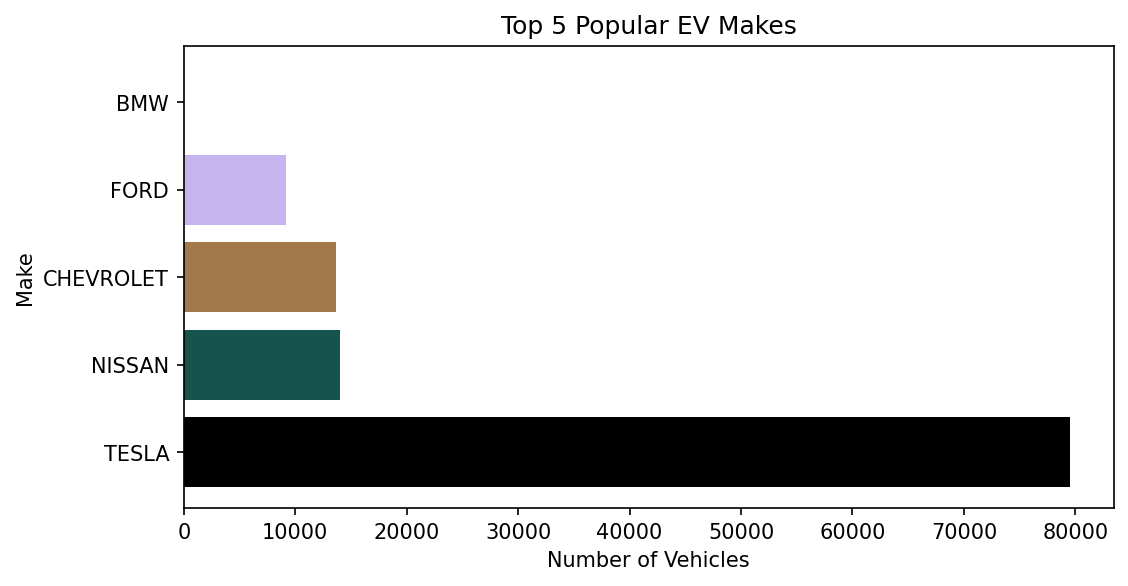 Top 5 Popular EV Makes
Make
BMW
FORD
CHEVROLET
NISSAN
TESLA
0 10000 20000 30000 40000 50000 60000 70000 80000
Number of Vehicles